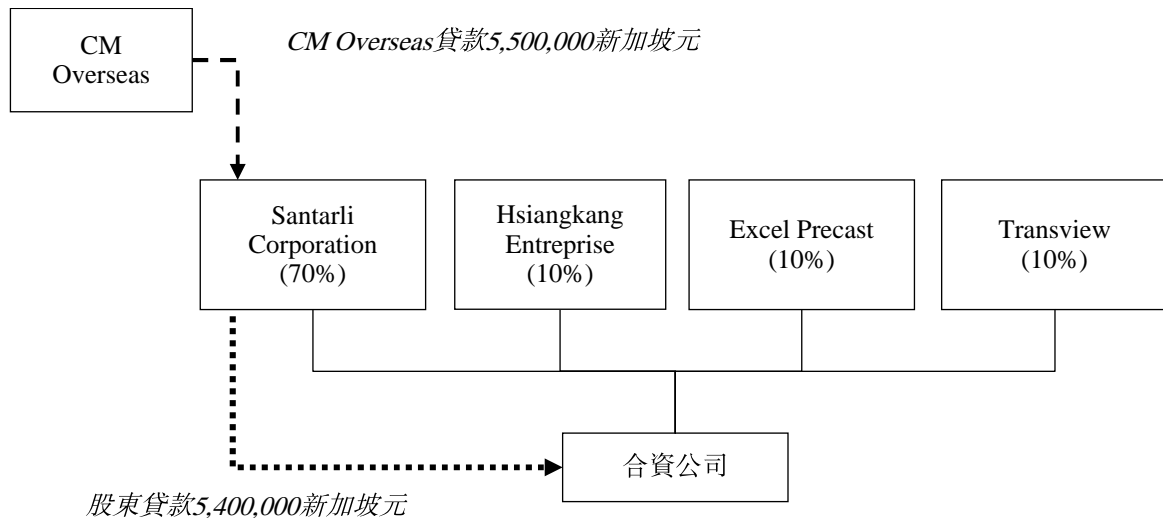 CM
Overseas
CM Overseas貸款5,500,000新加坡元
Santarli
Corporation
(70%)
Hsiangkang
Entreprise
(10%)
Excel Precast
(10%)
Transview
(10%)
合資公司
股東貸款5,400,000新加坡元